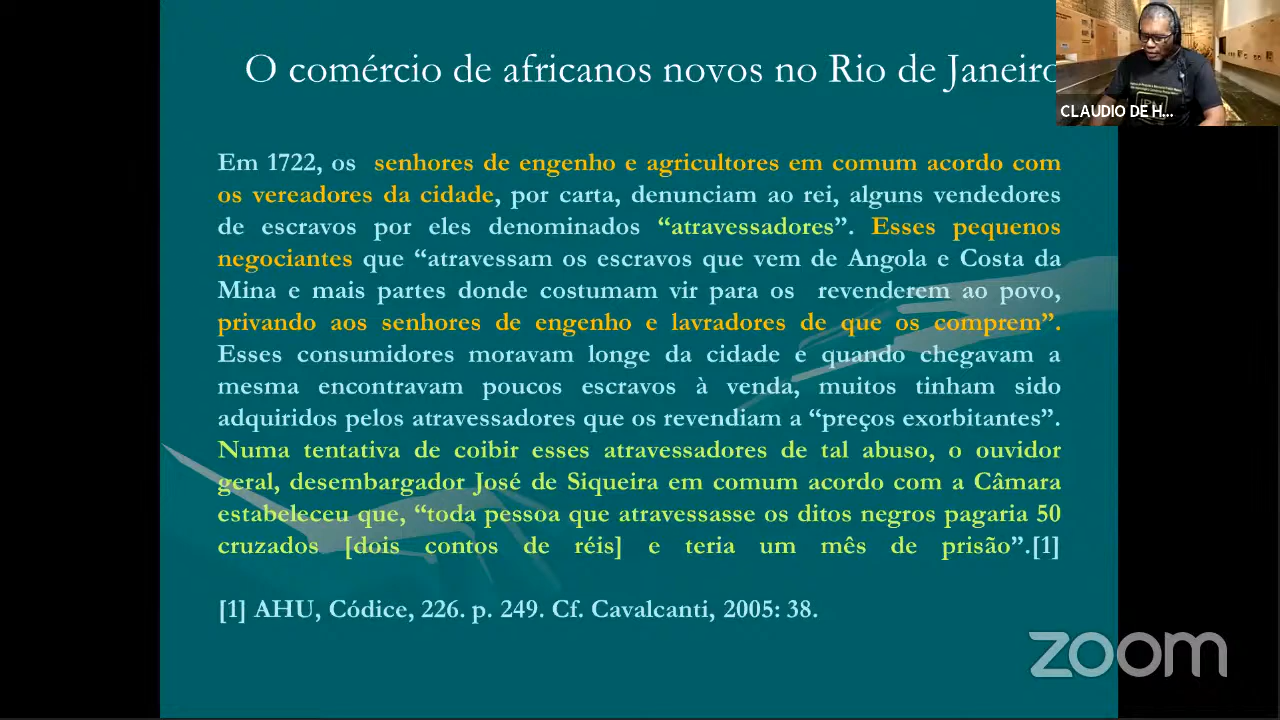 O comércio de africanos novos no Rio de Janeiro
CLAUDIO DE H...
Em 1722, os senhores de engenho e agricultores em comum acordo com
os vereadores da cidade, por carta, denunciam ao rei, alguns vendedores
de escravos por eles denominados “atravessadores”. Esses pequenos
negociantes que “atravessam os escravos que vem de Angola e Costa da
Mina e mais partes donde costumam vir para os revenderem ao povo,
privando aos senhores de engenho e lavradores de que os comprem”.
Esses consumidores moravam longe da cidade e quando chegavam a
mesma encontravam poucos escravos à venda, muitos tinham sido
adquiridos pelos atravessadores que os revendiam a “preços exorbitantes”.
Numa tentativa de coibir esses atravessadores de tal abuso, o ouvidor
geral, desembargador José de Siqueira em comum acordo com a Câmara
estabeleceu que, “toda pessoa que atravessasse os ditos negros pagaria 50
cruzados [dois contos de réis] e teria um mês de prisão”.[1]
[1] AHU, Códice, 226. p. 249. Cf. Cavalcanti, 2005: 38.
zoom